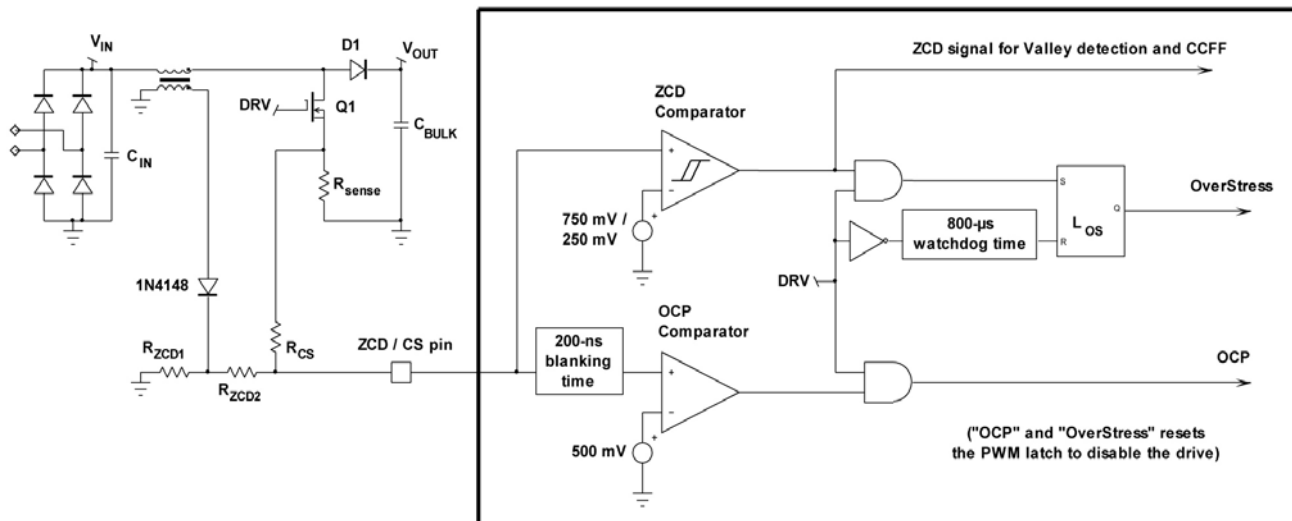 V_IN
D1
V_OUT
DRV
Q1
C_BULK
C_IN
R_sense
1N4148
R_ZCD1
R_ZCD2
R_CS
ZCD / CS pin
ZCD signal for Valley detection and CCFF
ZCD
Comparator
+
−
+
750 mV /
250 mV
S
Q
R
L_OS
OverStress
800-µs
watchdog time
DRV
OCP
Comparator
200-ns
blanking
time
+
−
+
500 mV
OCP
("OCP" and "OverStress" resets
the PWM latch to disable the drive)